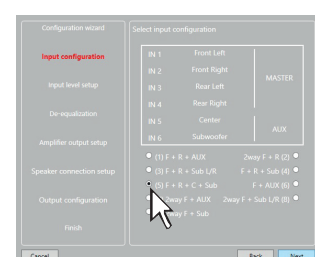 Configuration wizard
Input configuration
Input level setup
De-equalization
Amplifier output setup
Speaker connection setup
Output configuration
Finish
Cancel
Select input configuration
IN 1 Front Left
IN 2 Front Right
IN 3 Rear Left
IN 4 Rear Right
MASTER
IN 5 Center
IN 6 Subwoofer
AUX
(1) F + R + AUX 2way F + R (2)
(3) F + R + Sub L/R F + R + Sub (4)
(5) F + R + C + Sub F + AUX (6)
2way F + AUX 2way F + Sub L/R (8)
2way F + Sub
Back Next